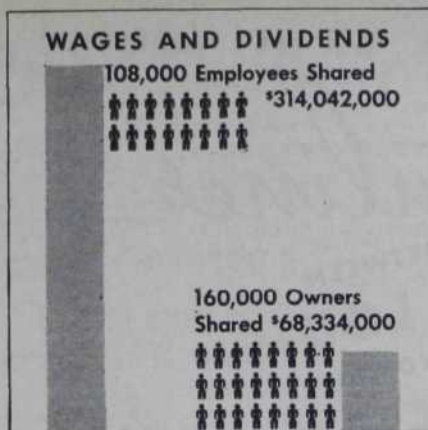 WAGES AND DIVIDENDS
108,000 Employees Shared
$314,042,000
160,000 Owners
Shared $68,334,000